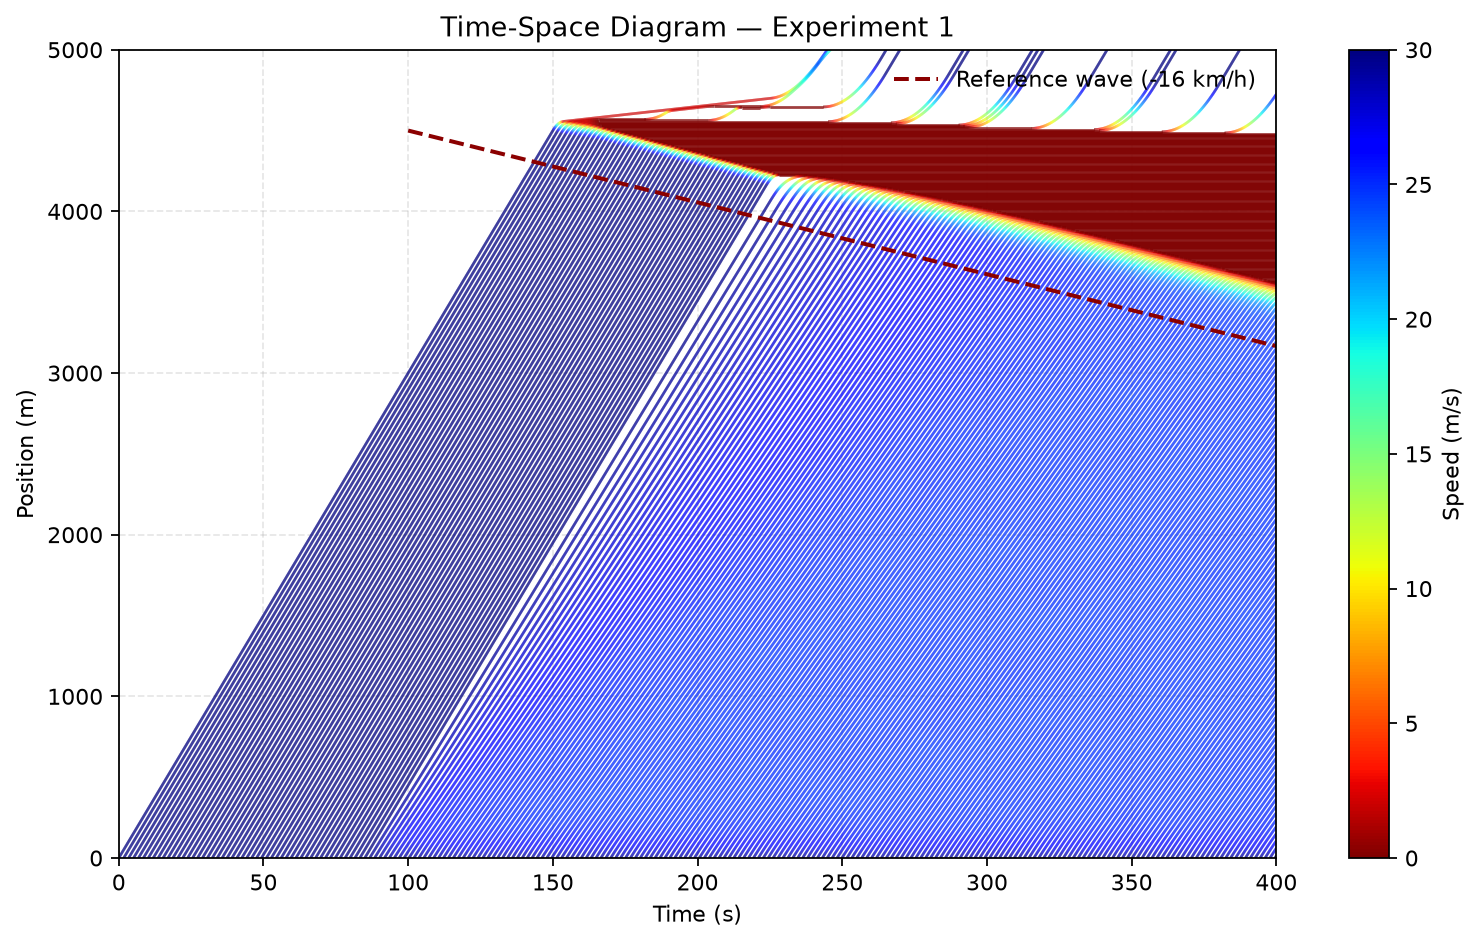 Time-Space Diagram — Experiment 1
Reference wave (-16 km/h)
Position (m)
5000
4000
3000
2000
1000
0
0 50 100 150 200 250 300 350 400
Time (s)
30
25
20
15
10
5
0
Speed (m/s)